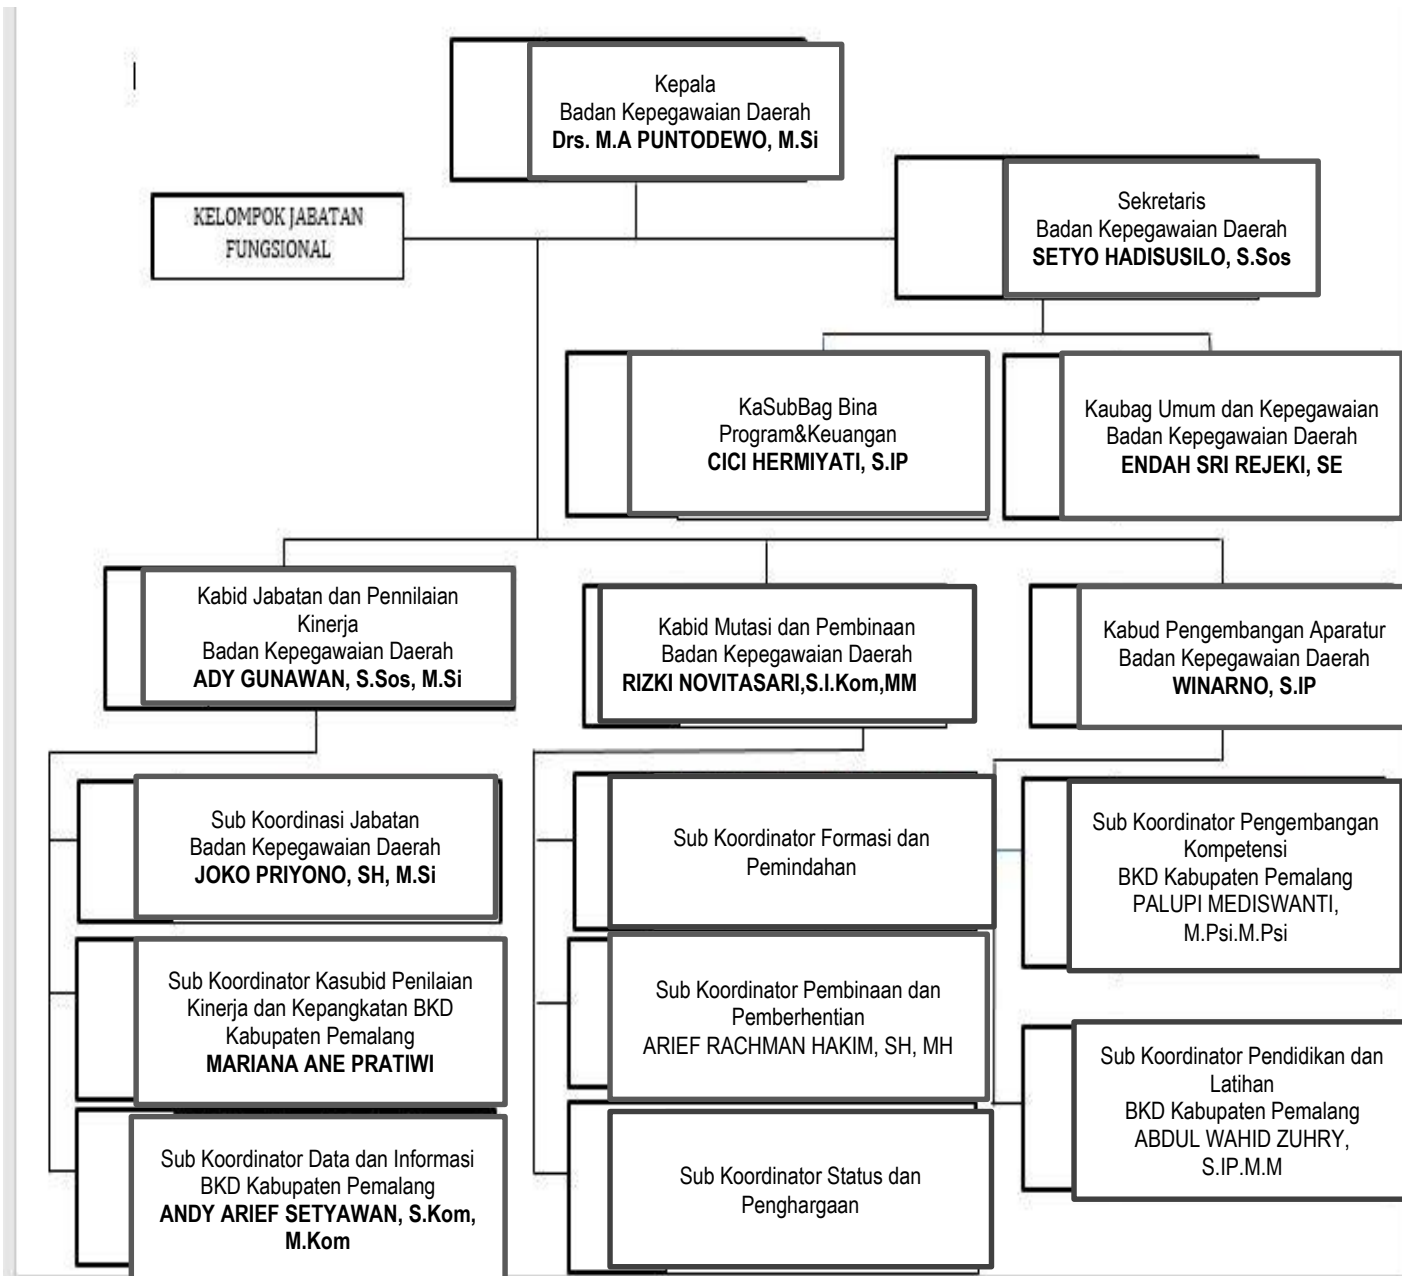 Kepala
Badan Kepegawaian Daerah
Drs. M.A PUNTODEWO, M.Si
KELOMPOK JABATAN
FUNGSIONAL
Sekretaris
Badan Kepegawaian Daerah
SETYO HADISUSILO, S.Sos
KaSubBag Bina
Program&Keuangan
CICI HERMIYATI, S.IP
Kaubag Umum dan Kepegawaian
Badan Kepegawaian Daerah
ENDAH SRI REJEKI, SE
Kabid Jabatan dan Pennilaian
Kinerja
Badan Kepegawaian Daerah
ADY GUNAWAN, S.Sos, M.Si
Kabid Mutasi dan Pembinaan
Badan Kepegawaian Daerah
RIZKI NOVITASARI,S.I.Kom,MM
Kabud Pengembangan Aparatur
Badan Kepegawaian Daerah
WINARNO, S.IP
Sub Koordinasi Jabatan
Badan Kepegawaian Daerah
JOKO PRIYONO, SH, M.Si
Sub Koordinator Kasubid Penilaian
Kinerja dan Kepangkatan BKD
Kabupaten Pemalang
MARIANA ANE PRATIWI
Sub Koordinator Data dan Informasi
BKD Kabupaten Pemalang
ANDY ARIEF SETYAWAN, S.Kom,
M.Kom
Sub Koordinator Formasi dan
Pemindahan
Sub Koordinator Pembinaan dan
Pemberhentian
ARIEF RACHMAN HAKIM, SH, MH
Sub Koordinator Status dan
Penghargaan
Sub Koordinator Pengembangan
Kompetensi
BKD Kabupaten Pemalang
PALUPI MEDISWANTI,
M.Psi.M.Psi
Sub Koordinator Pendidikan dan
Latihan
BKD Kabupaten Pemalang
ABDUL WAHID ZUHRY,
S.IP.M.M